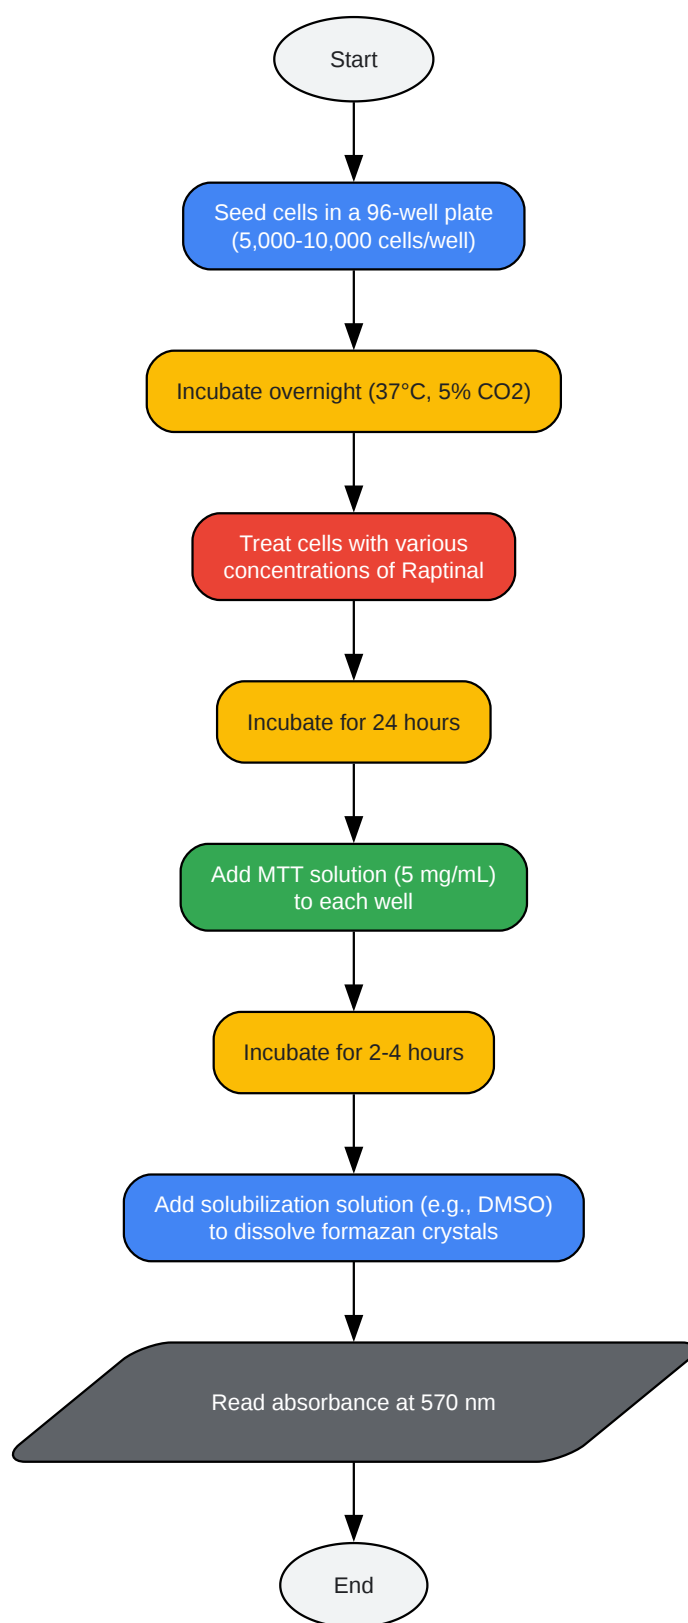 Start
Seed cells in a 96-well plate
(5,000-10,000 cells/well)
Incubate overnight (37°C, 5% CO2)
Treat cells with various
concentrations of Raptinal
Incubate for 24 hours
Add MTT solution (5 mg/mL)
to each well
Incubate for 2-4 hours
Add solubilization solution (e.g., DMSO)
to dissolve formazan crystals
Read absorbance at 570 nm
End